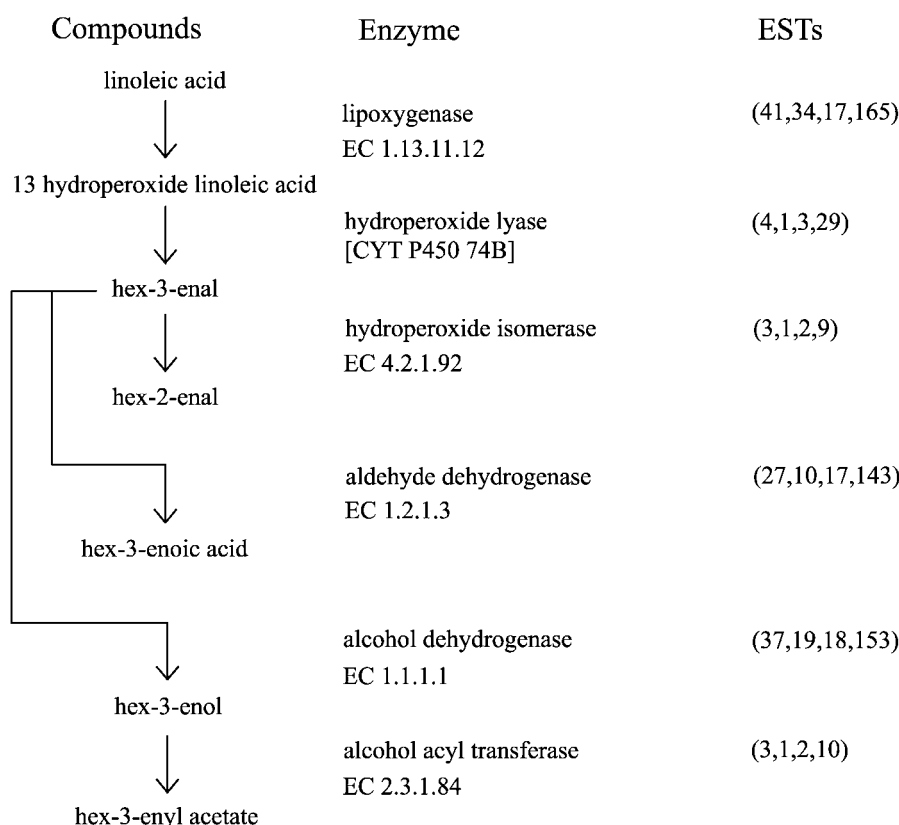 Compounds Enzyme ESTs
linoleic acid
lipoxygenase (41,34,17,165)
EC 1.13.11.12
13 hydroperoxide linoleic acid
hydroperoxide lyase (4,1,3,29)
[CYT P450 74B]
hex-3-enal
hydroperoxide isomerase (3,1,2,9)
EC 4.2.1.92
hex-2-enal
aldehyde dehydrogenase (27,10,17,143)
EC 1.2.1.3
hex-3-enoic acid
alcohol dehydrogenase (37,19,18,153)
EC 1.1.1.1
hex-3-enol
alcohol acyl transferase (3,1,2,10)
EC 2.3.1.84
hex-3-enyl acetate